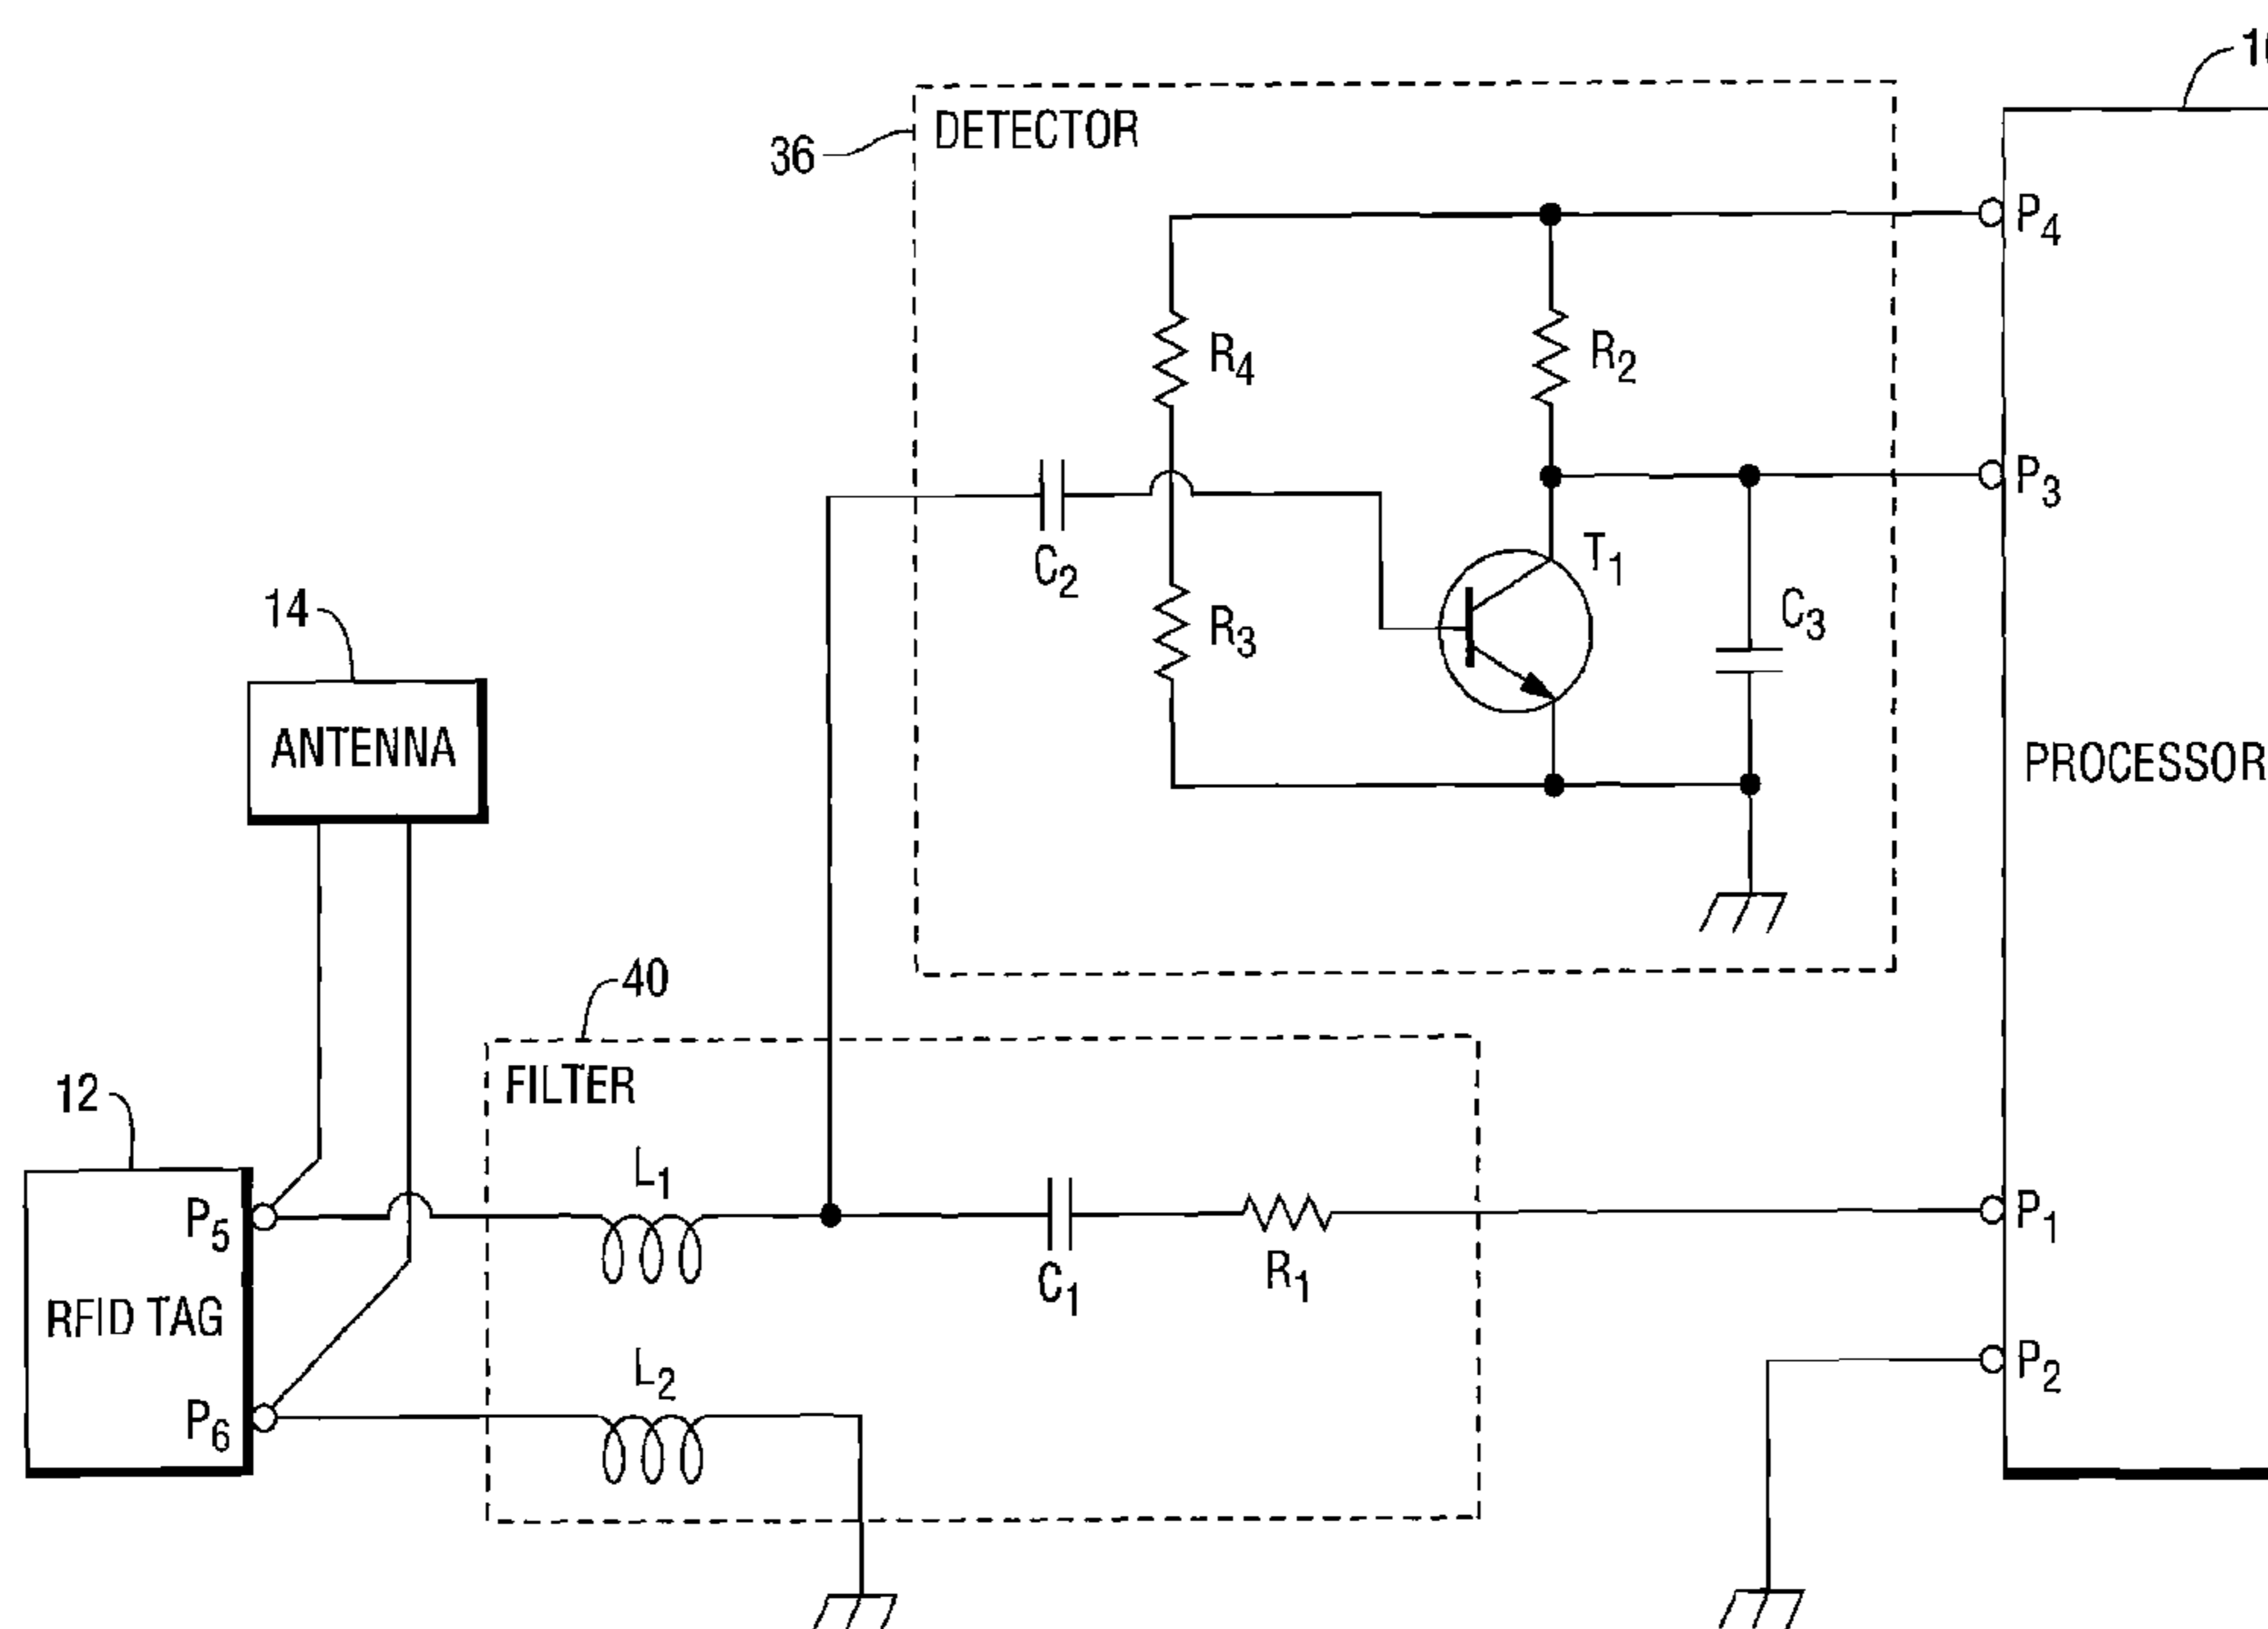 DETECTOR
36
P4
R4
R2
P3
C2
T1
R3
C3
14
ANTENNA
PROCESSOR
40
FILTER
12
L1
P5
P1
C1
R1
RFID TAG
L2
P2
P6